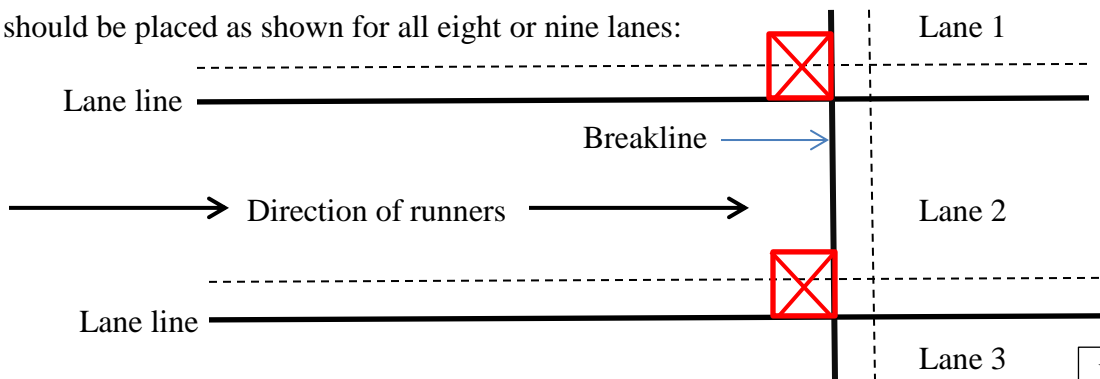 should be placed as shown for all eight or nine lanes:
Lane 1
Lane line
Breakline
Direction of runners
Lane 2
Lane line
Lane 3